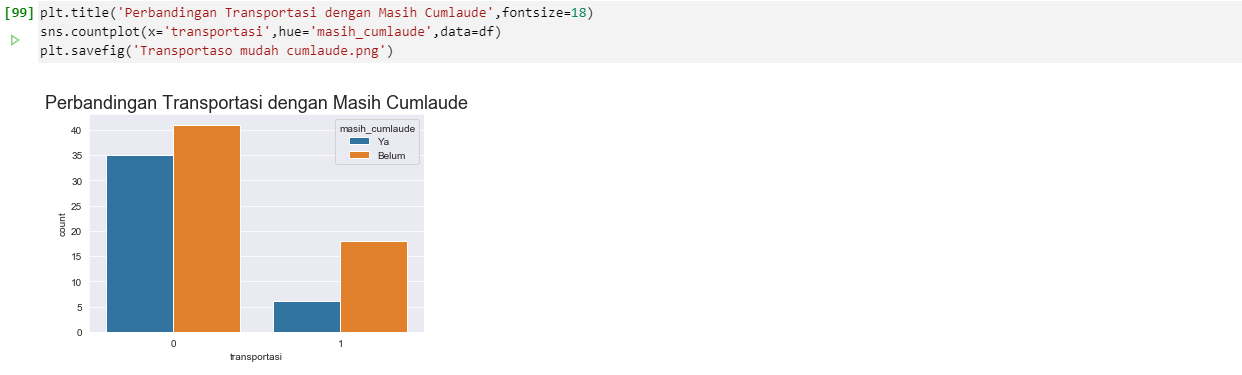 [99] plt.title('Perbandingan Transportasi dengan Masih Cumlaude',fontsize=18)
sns.countplot(x='transportasi',hue='masih_cumlaude',data=df)
plt.savefig('Transportaso mudah cumlaude.png')
Perbandingan Transportasi dengan Masih Cumlaude
masih_cumlaude
Ya
Belum
40
35
30
25
20
15
10
5
0
count
0 1
transportasi